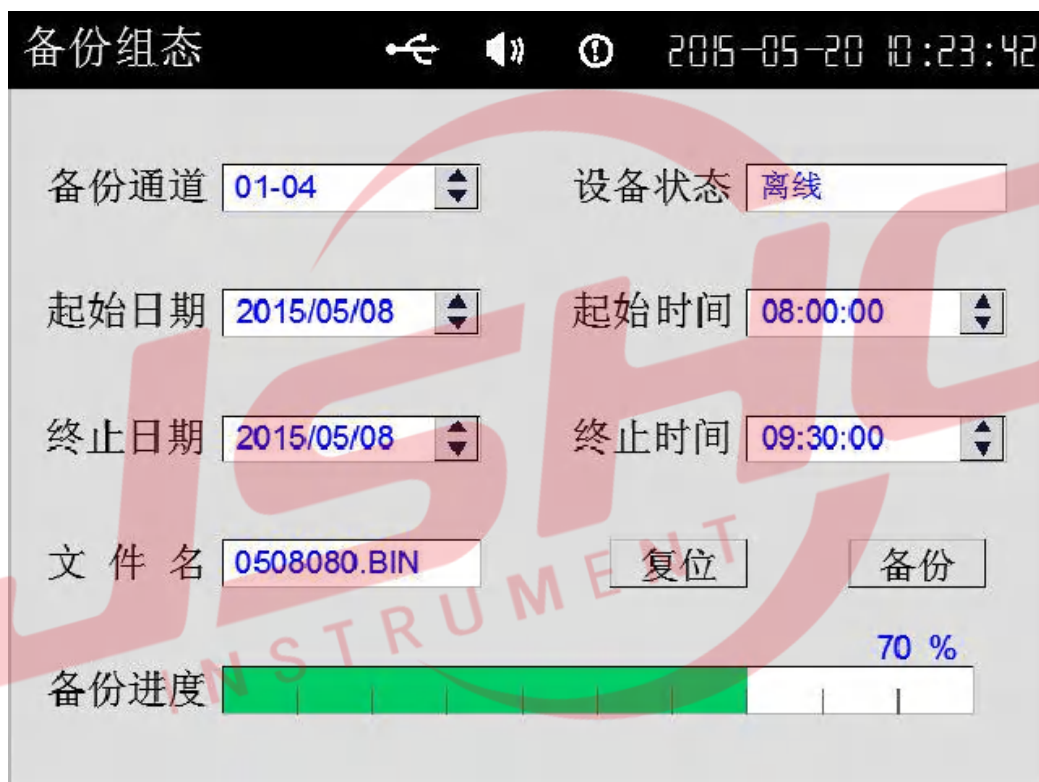 备份组态 2015-05-20 10:23:42
备份通道 01-04 设备状态 离线
起始日期 2015/05/08 起始时间 08:00:00
终止日期 2015/05/08 终止时间 09:30:00
文件名 0508080.BIN 复位 备份
70 %
备份进度
JSHC
INSTRUMENT